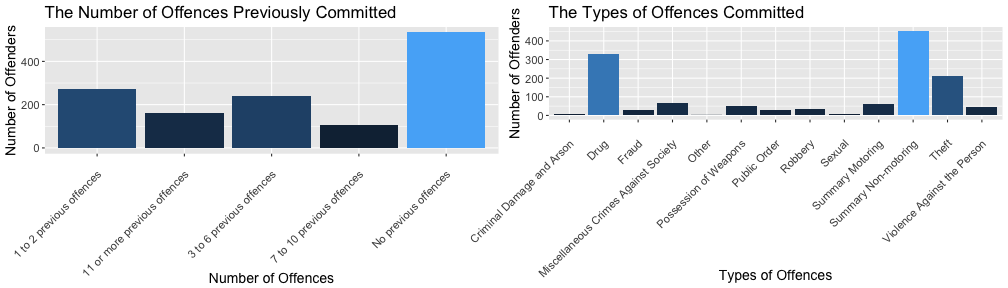 The Number of Offences Previously Committed
Number of Offenders
400
200
0
1 to 2 previous offences
11 or more previous offences
3 to 6 previous offences
7 to 10 previous offences
No previous offences
Number of Offences
The Types of Offences Committed
Number of Offenders
400
300
200
100
0
Criminal Damage and Arson
Drug
Fraud
Miscellaneous Crimes Against Society
Other
Possession of Weapons
Public Order
Robbery
Sexual
Summary Motoring
Summary Non-motoring
Theft
Violence Against the Person
Types of Offences